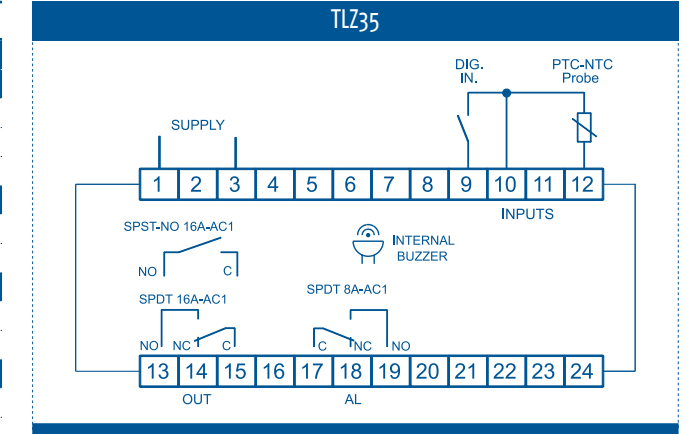 TLZ35
DIG. IN.
PTC-NTC Probe
SUPPLY
1 2 3 4 5 6 7 8 9 10 11 12
INPUTS
SPST-NO 16A-AC1
INTERNAL BUZZER
NO C
SPDT 16A-AC1
SPDT 8A-AC1
NO NC C C NC NO
13 14 15 16 17 18 19 20 21 22 23 24
OUT AL